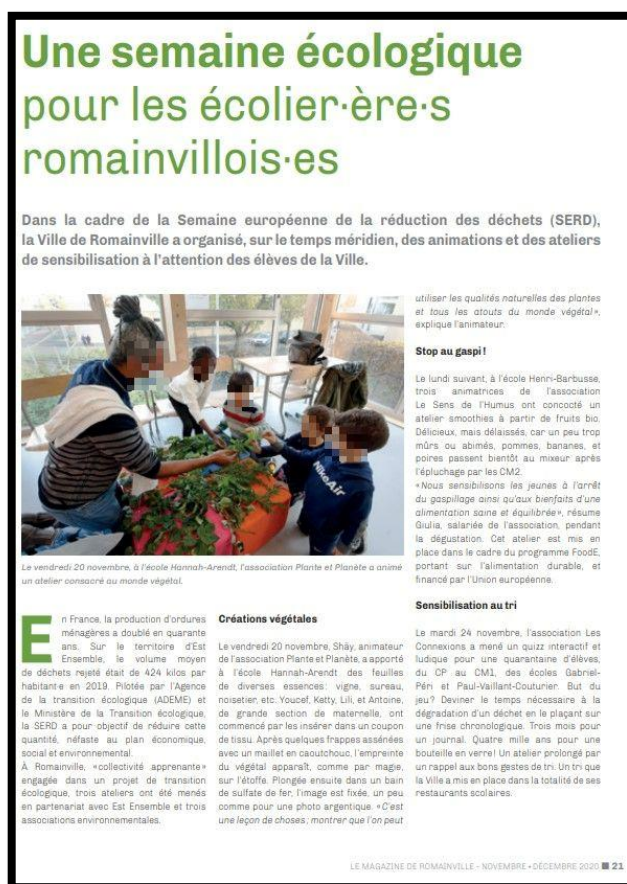 Une semaine écologique
pour les écolier·ère·s
romainvillois·es
Dans la cadre de la Semaine européenne de la réduction des déchets (SERD),
la Ville de Romainville a organisé, sur le temps méridien, des animations et des ateliers
de sensibilisation à l'attention des élèves de la Ville.
NikeAir
Le vendredi 20 novembre, à l'école Hannah-Arendt, l'association Plante et Planète a animé
un atelier consacré au monde végétal.
En France, la production d'ordures
ménagères a doublé en quarante
ans. Sur le territoire d'Est
Ensemble, le volume moyen
de déchets rejeté était de 424 kilos par
habitant·e en 2019. Pilotée par l'Agence
de la transition écologique (ADEME) et
le Ministère de la Transition écologique,
la SERD a pour objectif de réduire cette
quantité, néfaste au plan économique,
social et environnemental.
À Romainville, «collectivité apprenante»
engagée dans un projet de transition
écologique, trois ateliers ont été menés
en partenariat avec Est Ensemble et trois
associations environnementales.
Créations végétales
Le vendredi 20 novembre, Shäy, animateur
de l'association Plante et Planète, a apporté
à l'école Hannah-Arendt des feuilles
de diverses essences: vigne, sureau,
noisetier, etc. Youcef, Ketty, Lili, et Antoine,
de grande section de maternelle, ont
commencé par les insérer dans un coupon
de tissu. Après quelques frappes assénées
avec un maillet en caoutchouc, l'empreinte
du végétal apparaît, comme par magie,
sur l'étoffe. Plongée ensuite dans un bain
de sulfate de fer, l'image est fixée, un peu
comme pour une photo argentique. «C'est
une leçon de choses; montrer que l'on peut
utiliser les qualités naturelles des plantes
et tous les atouts du monde végétal»,
explique l'animateur.
Stop au gaspi!
Le lundi suivant, à l'école Henri-Barbusse,
trois animatrices de l'association
Le Sens de l'Humus ont concocté un
atelier smoothies à partir de fruits bio.
Délicieux, mais délaissés, car un peu trop
mûrs ou abimés, pommes, bananes, et
poires passent bientôt au mixeur après
l'épluchage par les CM2.
«Nous sensibilisons les jeunes à l'arrêt
du gaspillage ainsi qu'aux bienfaits d'une
alimentation saine et équilibrée», résume
Giulia, salariée de l'association, pendant
la dégustation. Cet atelier est mis en
place dans le cadre du programme FoodE,
portant sur l'alimentation durable, et
financé par l'Union européenne.
Sensibilisation au tri
Le mardi 24 novembre, l'association Les
Connexions a mené un quizz interactif et
ludique pour une quarantaine d'élèves,
du CP au CM1, des écoles Gabriel-
Péri et Paul-Vaillant-Couturier. But du
jeu? Deviner le temps nécessaire à la
dégradation d'un déchet en le plaçant sur
une frise chronologique. Trois mois pour
un journal. Quatre mille ans pour une
bouteille en verre! Un atelier prolongé par
un rappel aux bons gestes de tri. Un tri que
la Ville a mis en place dans la totalité de ses
restaurants scolaires.
LE MAGAZINE DE ROMAINVILLE - NOVEMBRE • DÉCEMBRE 2020 ■ 21